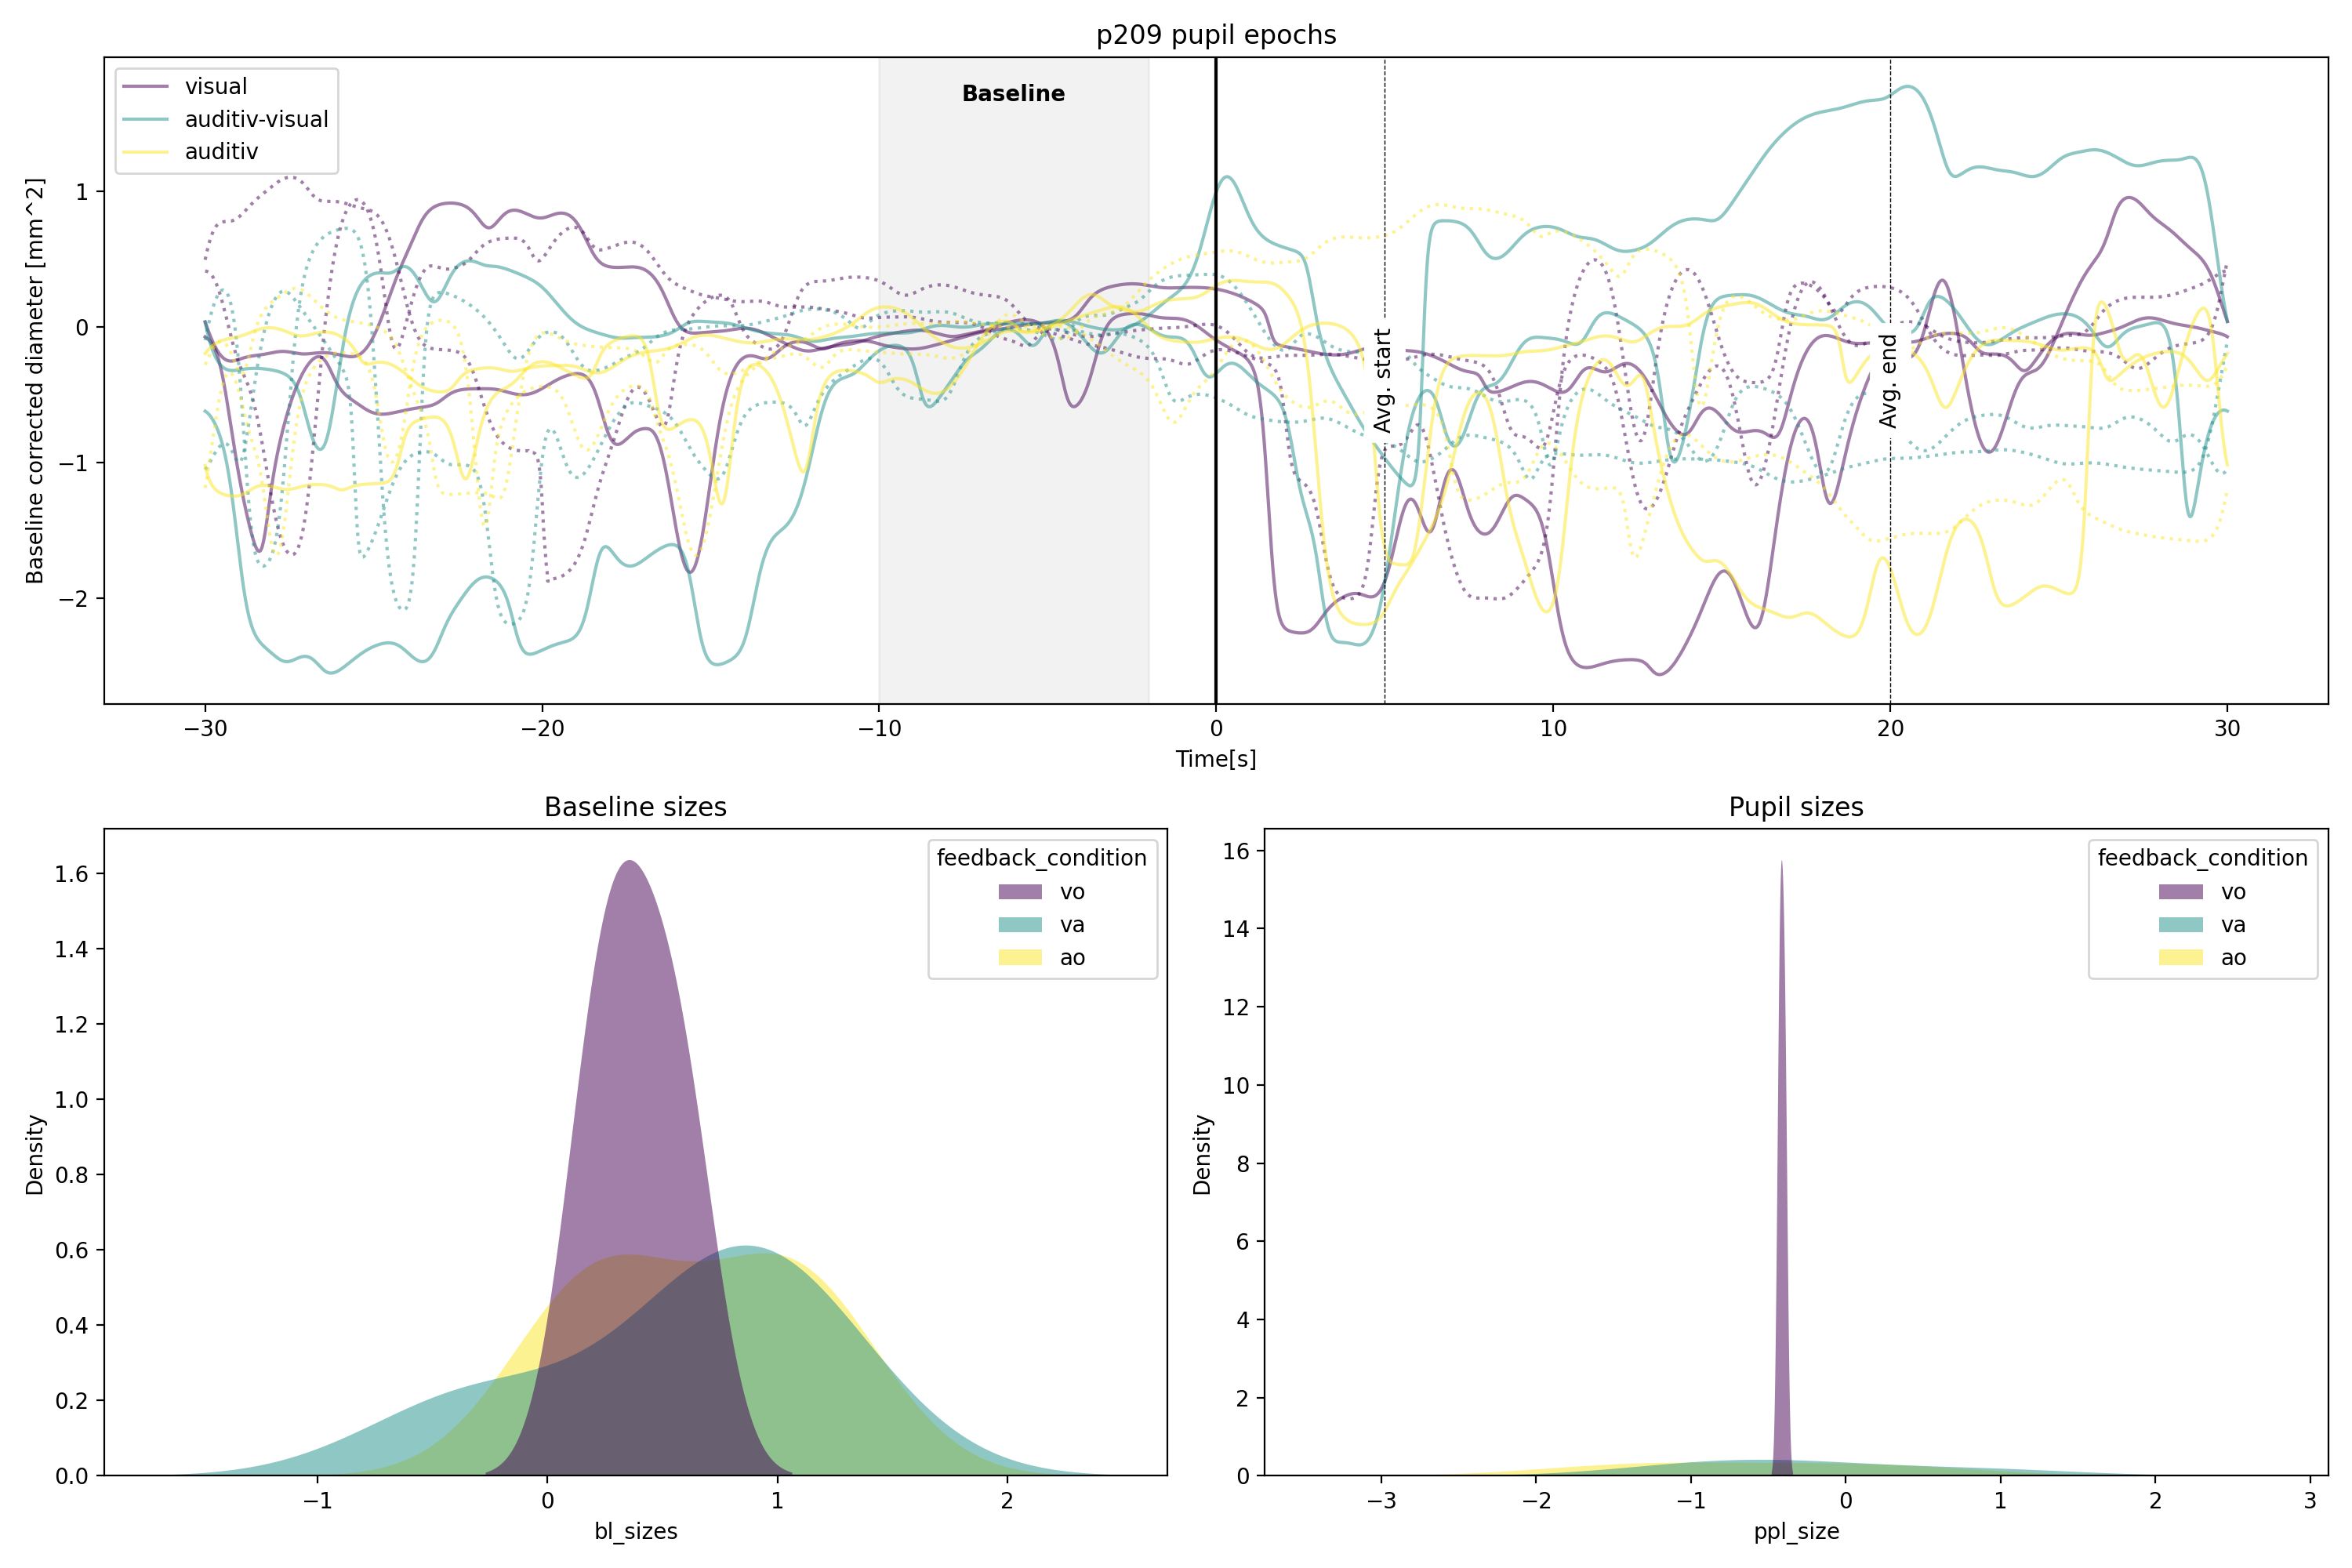 p209 pupil epochs
visual
auditiv-visual
auditiv
Baseline
Baseline corrected diameter [mm^2]
1
0
−1
−2
Avg. start
Avg. end
−30 −20 −10 0 10 20 30
Time[s]
Baseline sizes
feedback_condition
vo
va
ao
Density
1.6
1.4
1.2
1.0
0.8
0.6
0.4
0.2
0.0
−1 0 1 2
bl_sizes
Pupil sizes
feedback_condition
vo
va
ao
Density
16
14
12
10
8
6
4
2
0
−3 −2 −1 0 1 2 3
ppl_size